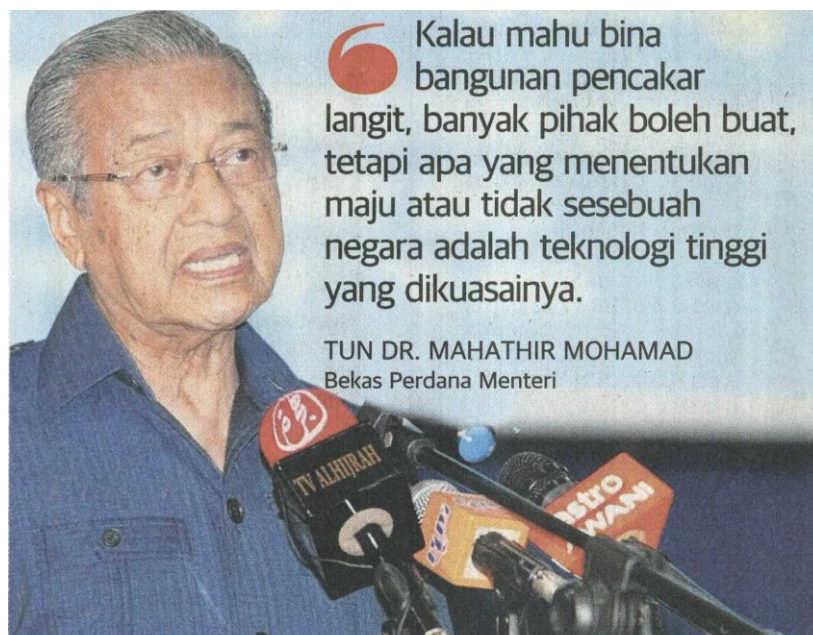 Kalau mahu bina
bangunan pencakar
langit, banyak pihak boleh buat,
tetapi apa yang menentukan
maju atau tidak sesebuah
negara adalah teknologi tinggi
yang dikuasainya.
TUN DR. MAHATHIR MOHAMAD
Bekas Perdana Menteri
TV ALHIJRAH
astro
AWANI